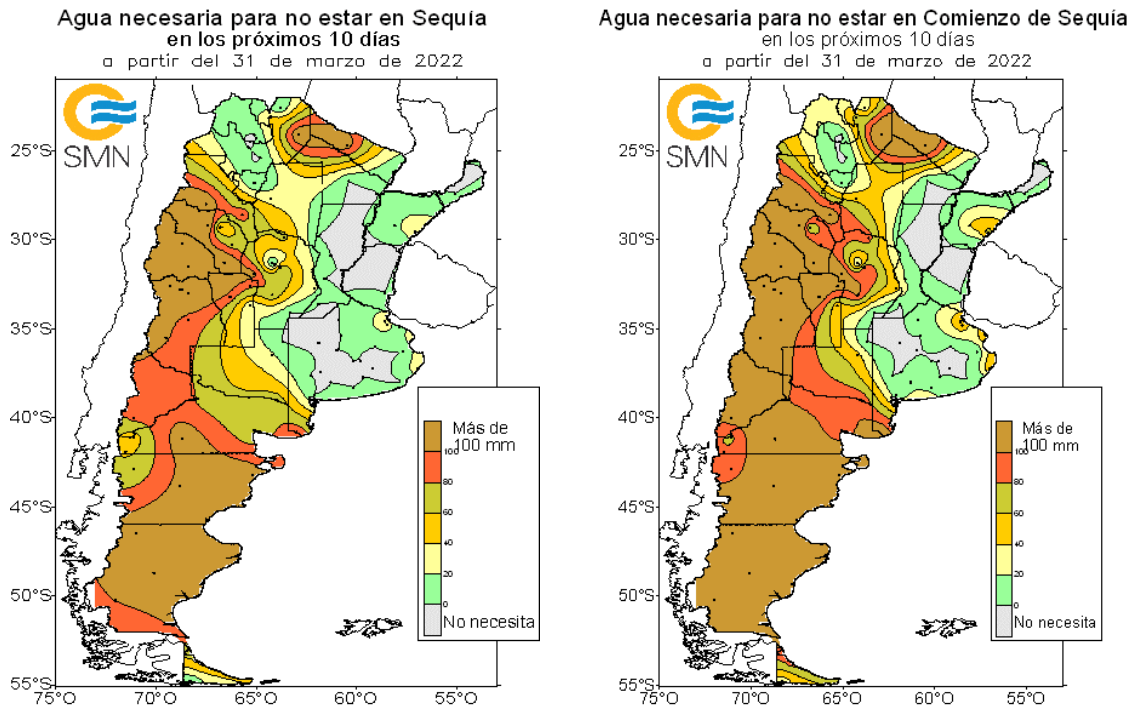 Agua necesaria para no estar en Sequía
en los próximos 10 días
a partir del 31 de marzo de 2022
SMN
25°S
30°S
35°S
40°S
45°S
50°S
55°S
75°O
70°O
65°O
60°O
55°O
Más de
100 mm
100
80
60
40
20
0
No necesita
Agua necesaria para no estar en Comienzo de Sequía
en los próximos 10 días
a partir del 31 de marzo de 2022
SMN
25°S
30°S
35°S
40°S
45°S
50°S
55°S
75°O
70°O
65°O
60°O
55°O
Más de
100 mm
100
80
60
40
20
0
No necesita